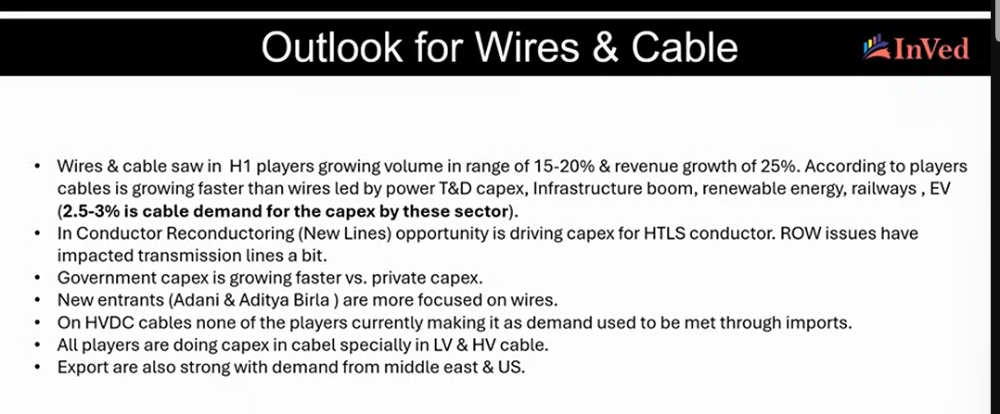 Outlook for Wires & Cable
InVed
• Wires & cable saw in H1 players growing volume in range of 15-20% & revenue growth of 25%. According to players
cables is growing faster than wires led by power T&D capex, Infrastructure boom, renewable energy, railways , EV
(2.5-3% is cable demand for the capex by these sector).
• In Conductor Reconductoring (New Lines) opportunity is driving capex for HTLS conductor. ROW issues have
impacted transmission lines a bit.
• Government capex is growing faster vs. private capex.
• New entrants (Adani & Aditya Birla ) are more focused on wires.
• On HVDC cables none of the players currently making it as demand used to be met through imports.
• All players are doing capex in cabel specially in LV & HV cable.
• Export are also strong with demand from middle east & US.